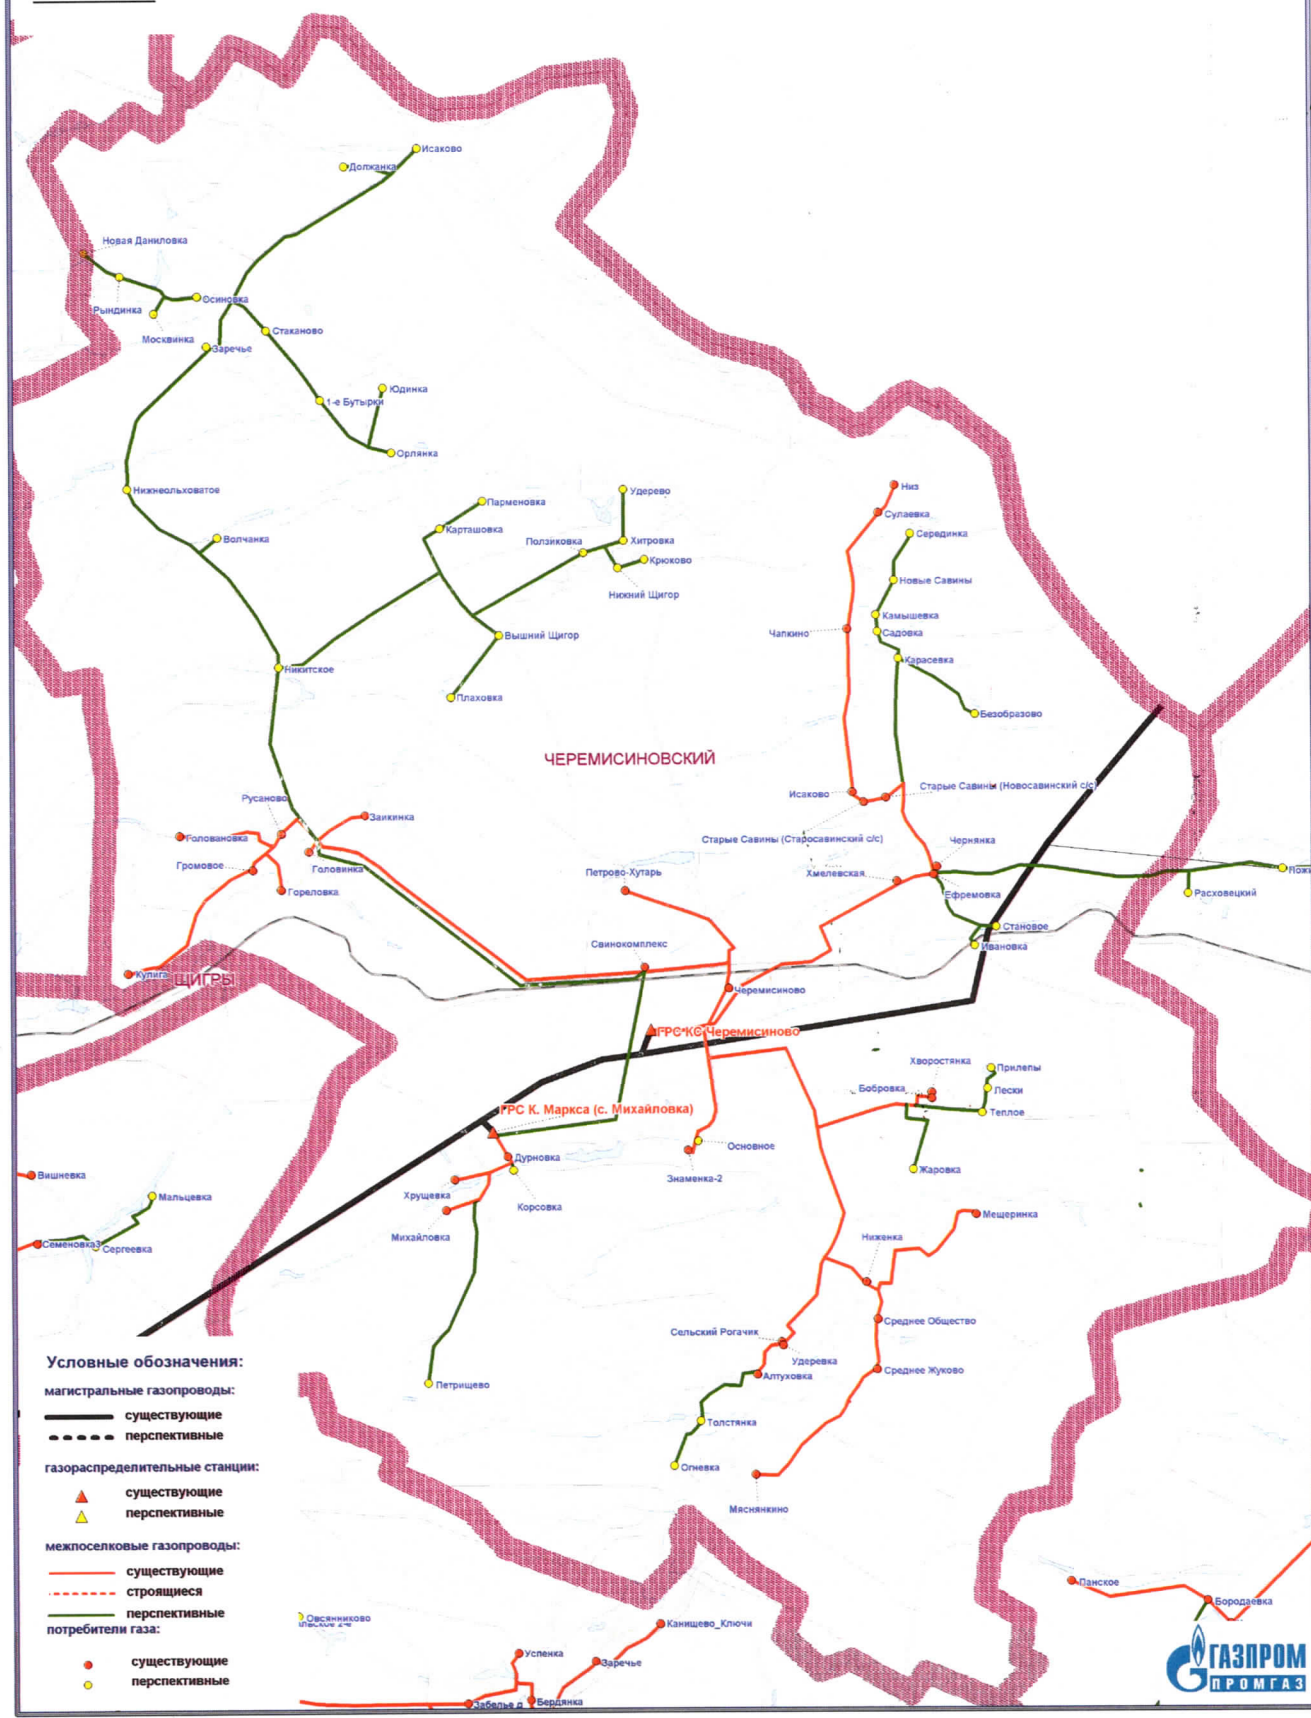 Исаково
Должанка
Новая Даниловка
Осиновка
Рындинка
Москвинка
Стаканово
Заречье
Юдинка
1-е Бутырки
Орлянка
Нижнеольховатое
Удерево
Низ
Парменовка
Сулаевка
Карташовка
Серединка
Волчанка
Ползиковка
Хитровка
Крюково
Новые Савины
Нижний Щигор
Камышевка
Чапкино
Садовка
Вышний Щигор
Карасевка
Никитское
Плаховка
Безобразово
ЧЕРЕМИСИНОВСКИЙ
Исаково
Старые Савины (Новосавинский с/с)
Русаново
Заикинка
Головановка
Старые Савины (Старосавинский с/с)
Чернянка
Громовое
Головинка
Петрово-Хутарь
Хмелевская
Гореловка
Ефремовка
Расховецкий
Становое
Свинокомплекс
Ивановка
Кулига
ЩИГРЫ
Черемисиново
ГРС КС Черемисиново
Хворостянка
Прилепы
Бобровка
Лески
ГРС К. Маркса (с. Михайловка)
Теплое
Основное
Дурновка
Жаровка
Вишневка
Знаменка-2
Хрущевка
Мальцевка
Корсовка
Мещеринка
Михайловка
Ниженка
Семеновка3
Сергеевка
Среднее Общество
Сельский Рогачик
Удеревка
Среднее Жуково
Алтуховка
Петрищево
Толстянка
Огневка
Мяснянкино
Условные обозначения:
магистральные газопроводы:
существующие
перспективные
газораспределительные станции:
существующие
перспективные
межпоселковые газопроводы:
существующие
строящиеся
перспективные
потребители газа:
существующие
перспективные
Панское
Бородаевка
Овсянниково
Канищево_Ключи
Успенка
Заречье
Забелье д
Бердянка
ГАЗПРОМ
ПРОМГАЗ